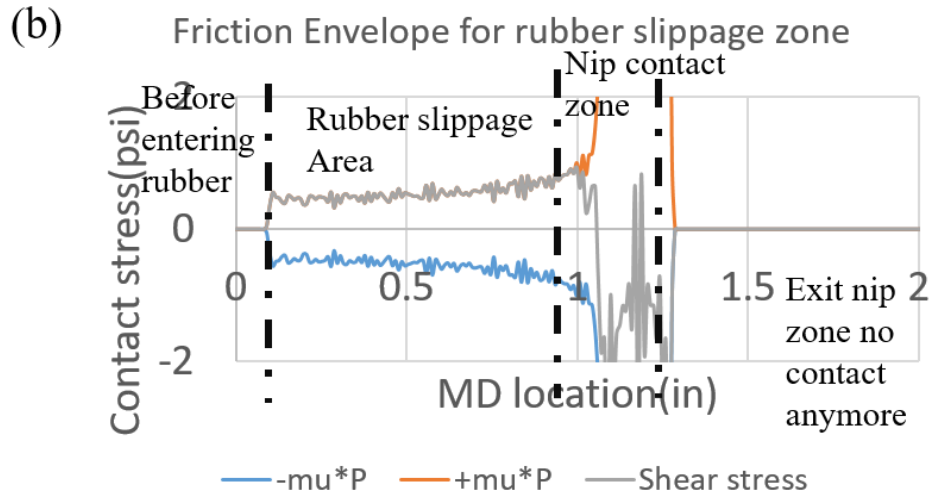 (b)
Friction Envelope for rubber slippage zone
Before
entering
rubber
Rubber slippage
Area
Nip contact
zone
Contact stress(psi)
2
0
-2
0
0.5
1
1.5
2
Exit nip
zone no
contact
anymore
MD location(in)
-mu*P
+mu*P
Shear stress